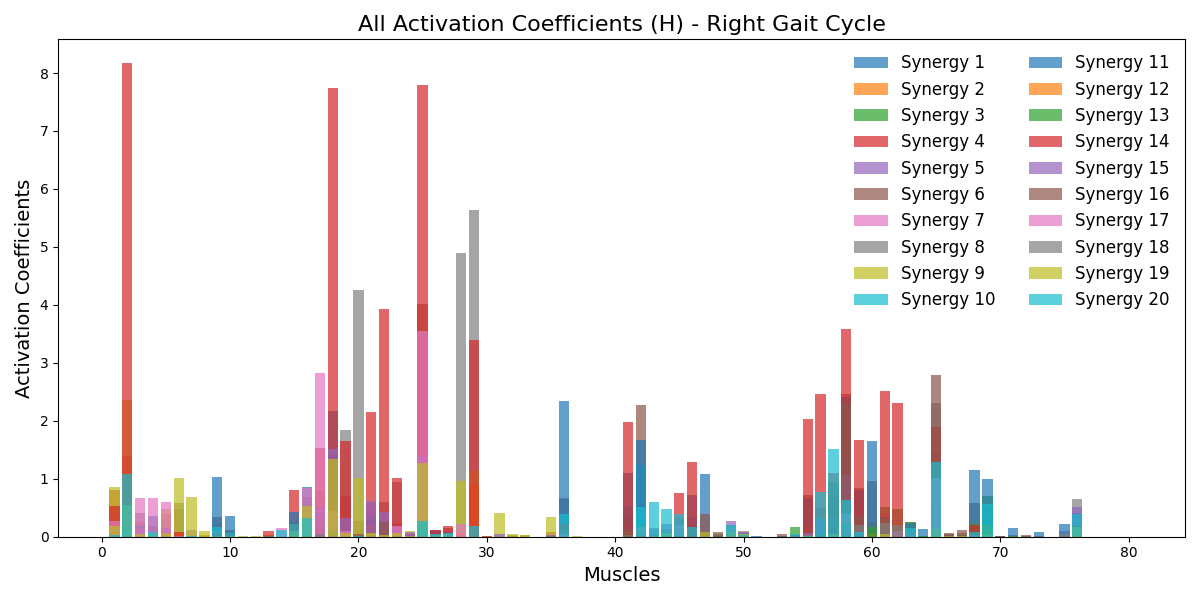 All Activation Coefficients (H) - Right Gait Cycle
Activation Coefficients
8
7
6
5
4
3
2
1
0
Synergy 1
Synergy 2
Synergy 3
Synergy 4
Synergy 5
Synergy 6
Synergy 7
Synergy 8
Synergy 9
Synergy 10
Synergy 11
Synergy 12
Synergy 13
Synergy 14
Synergy 15
Synergy 16
Synergy 17
Synergy 18
Synergy 19
Synergy 20
0 10 20 30 40 50 60 70 80
Muscles